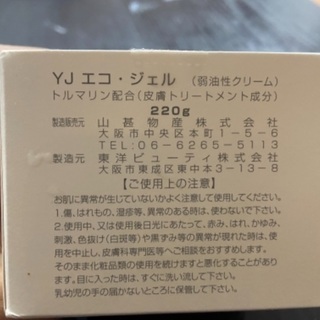 YJ エコ・ジェル (弱油性クリーム)
トルマリン配合(皮膚トリートメント成分)
220g
製造販売元 山甚物産株式会社
大阪市中央区本町1-5-6
TEL:06-6265-5113
製造元 東洋ビューティ株式会社
大阪市東成区東中本3-13-8
【ご使用上の注意】
お肌に異常が生じていないかよく注意して使用してください。
1.傷、はれもの、湿疹等、異常のある時は、使わないで下さい。
2.使用中、又は使用後日光にあたって、赤み、はれ、かゆみ、
刺激、色抜け(白斑等)や黒ずみ等の異常が現れた時は、使
用を中止し、皮膚科専門医等へご相談をおすすめします。
そのまま化粧品類の使用を続けますと悪化することがあり
ます。目に入った時は、すぐに洗い流して下さい。
乳幼児の手の届かないところに保管して下さい。